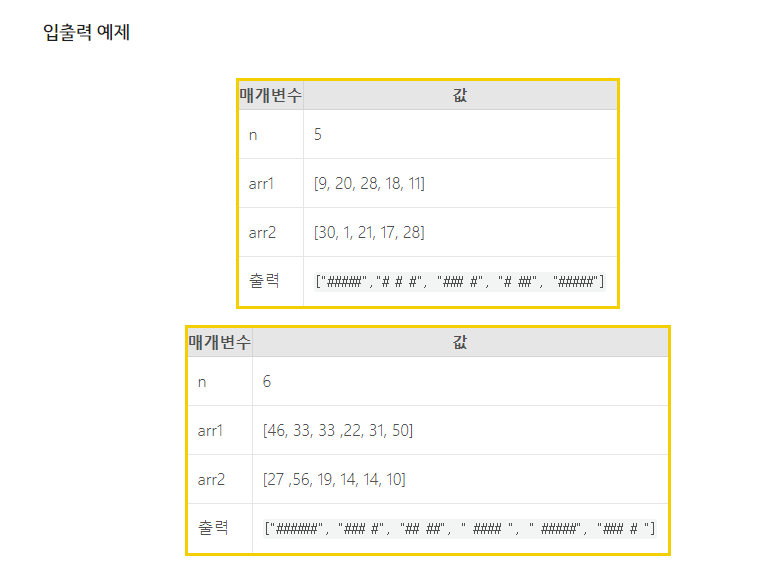 입출력 예제
매개변수 값
n 5
arr1 [9, 20, 28, 18, 11]
arr2 [30, 1, 21, 17, 28]
출력 ["#####","# # #", "### #", "# ##", "#####"]
매개변수 값
n 6
arr1 [46, 33, 33 ,22, 31, 50]
arr2 [27 ,56, 19, 14, 14, 10]
출력 ["######", "### #", "## ##", " #### ", " #####", "### # "]